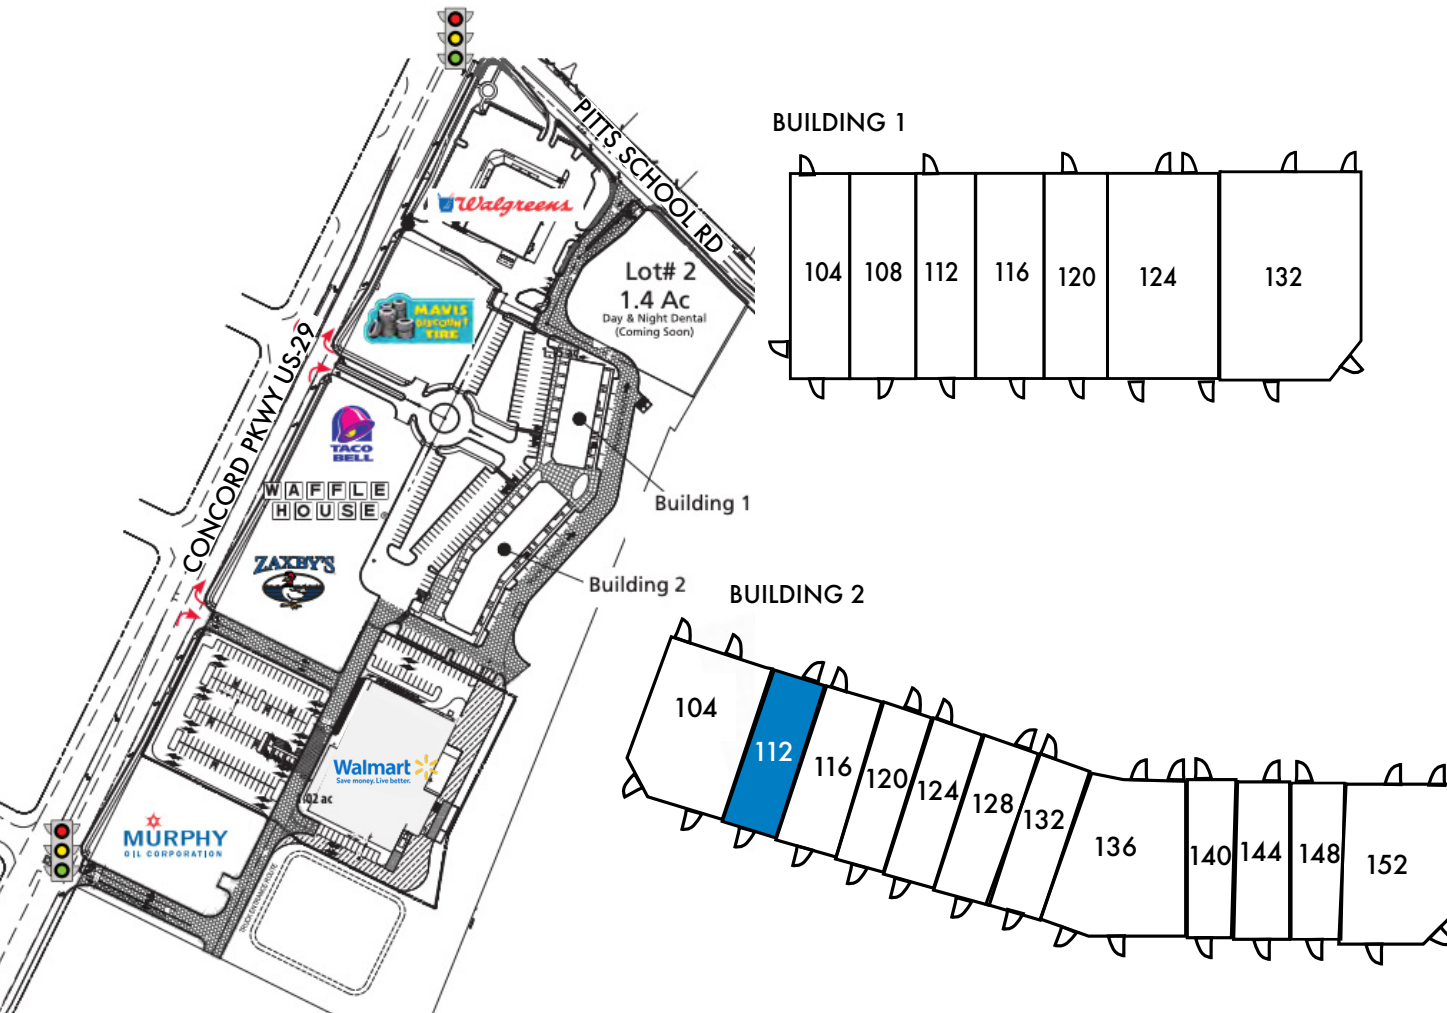 PITTS SCHOOL RD
Walgreens
Lot# 2
1.4 Ac
Day & Night Dental
(Coming Soon)
MAVIS
DISCOUNT
TIRE
CONCORD PKWY US-29
TACO
BELL
WAFFLE
HOUSE
ZAXBY'S
Building 1
Building 2
Walmart
Save money. Live better.
MURPHY
OIL CORPORATION
TRUCK ENTRANCE ROUTE
BUILDING 1
104
108
112
116
120
124
132
BUILDING 2
104
112
116
120
124
128
132
136
140
144
148
152